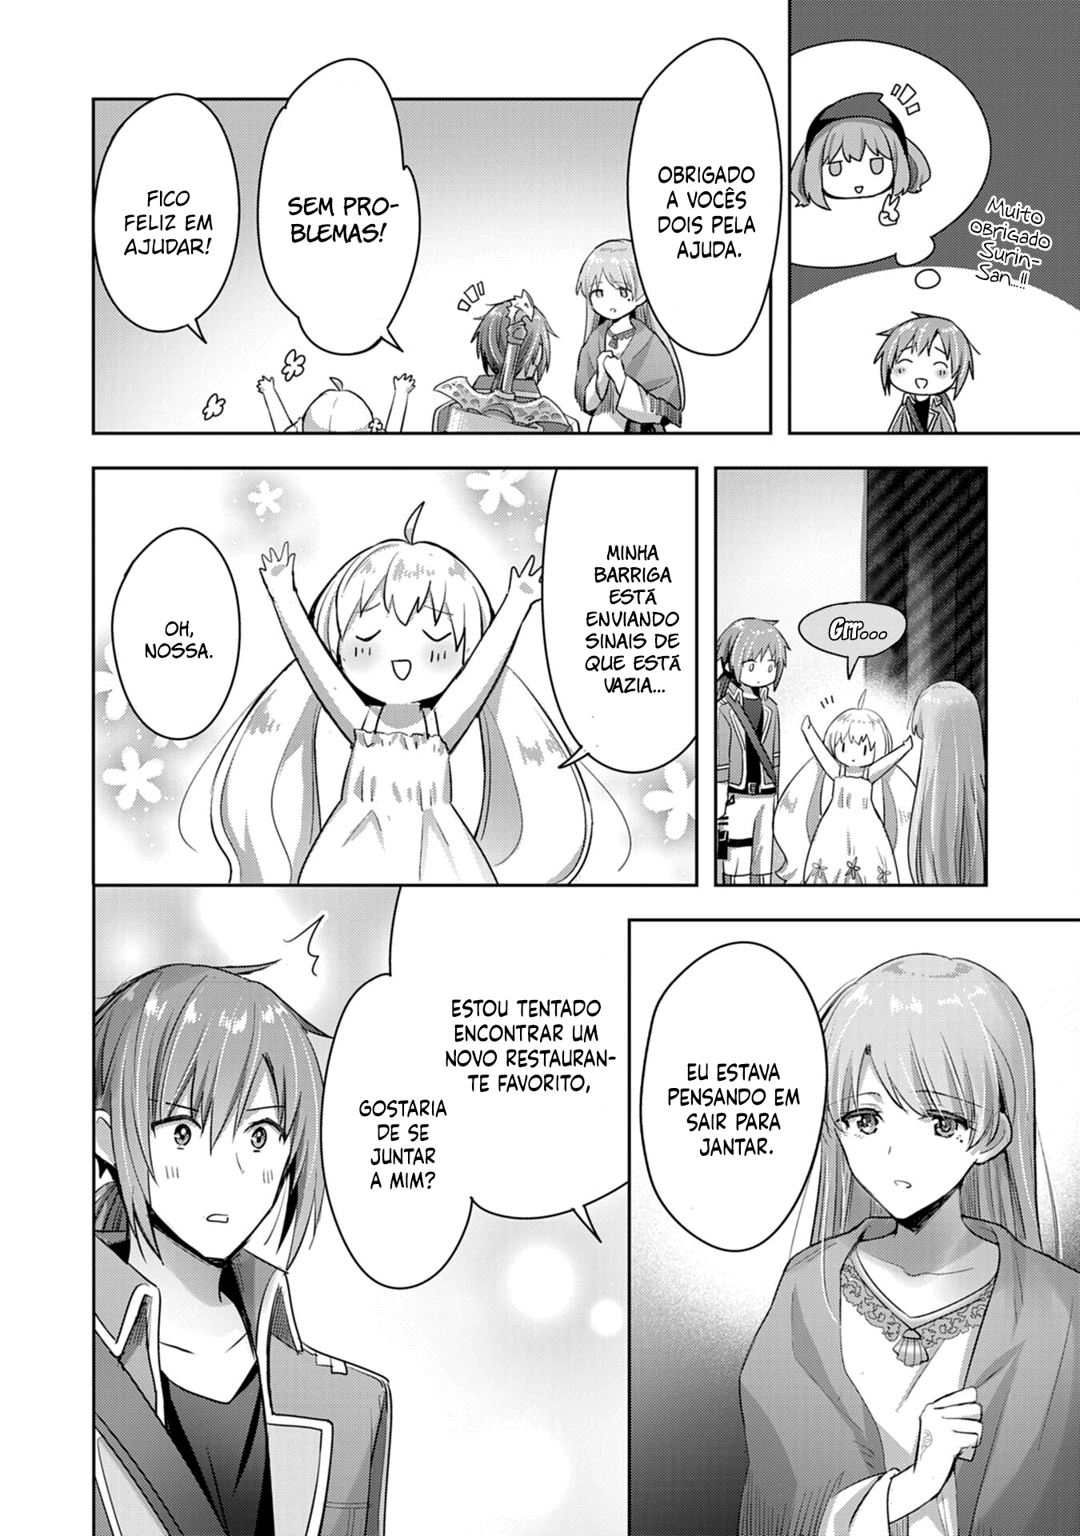 Muito
obrigado
Surin-
San...!!
OBRIGADO
A VOCÊS
DOIS PELA
AJUDA.
SEM PRO-
BLEMAS!
FICO
FELIZ EM
AJUDAR!
Grr...
MINHA
BARRIGA
ESTÁ
ENVIANDO
SINAIS DE
QUE ESTÁ
VAZIA...
OH,
NOSSA.
EU ESTAVA
PENSANDO EM
SAIR PARA
JANTAR.
ESTOU TENTADO
ENCONTRAR UM
NOVO RESTAURAN-
TE FAVORITO,
GOSTARIA
DE SE
JUNTAR
A MIM?